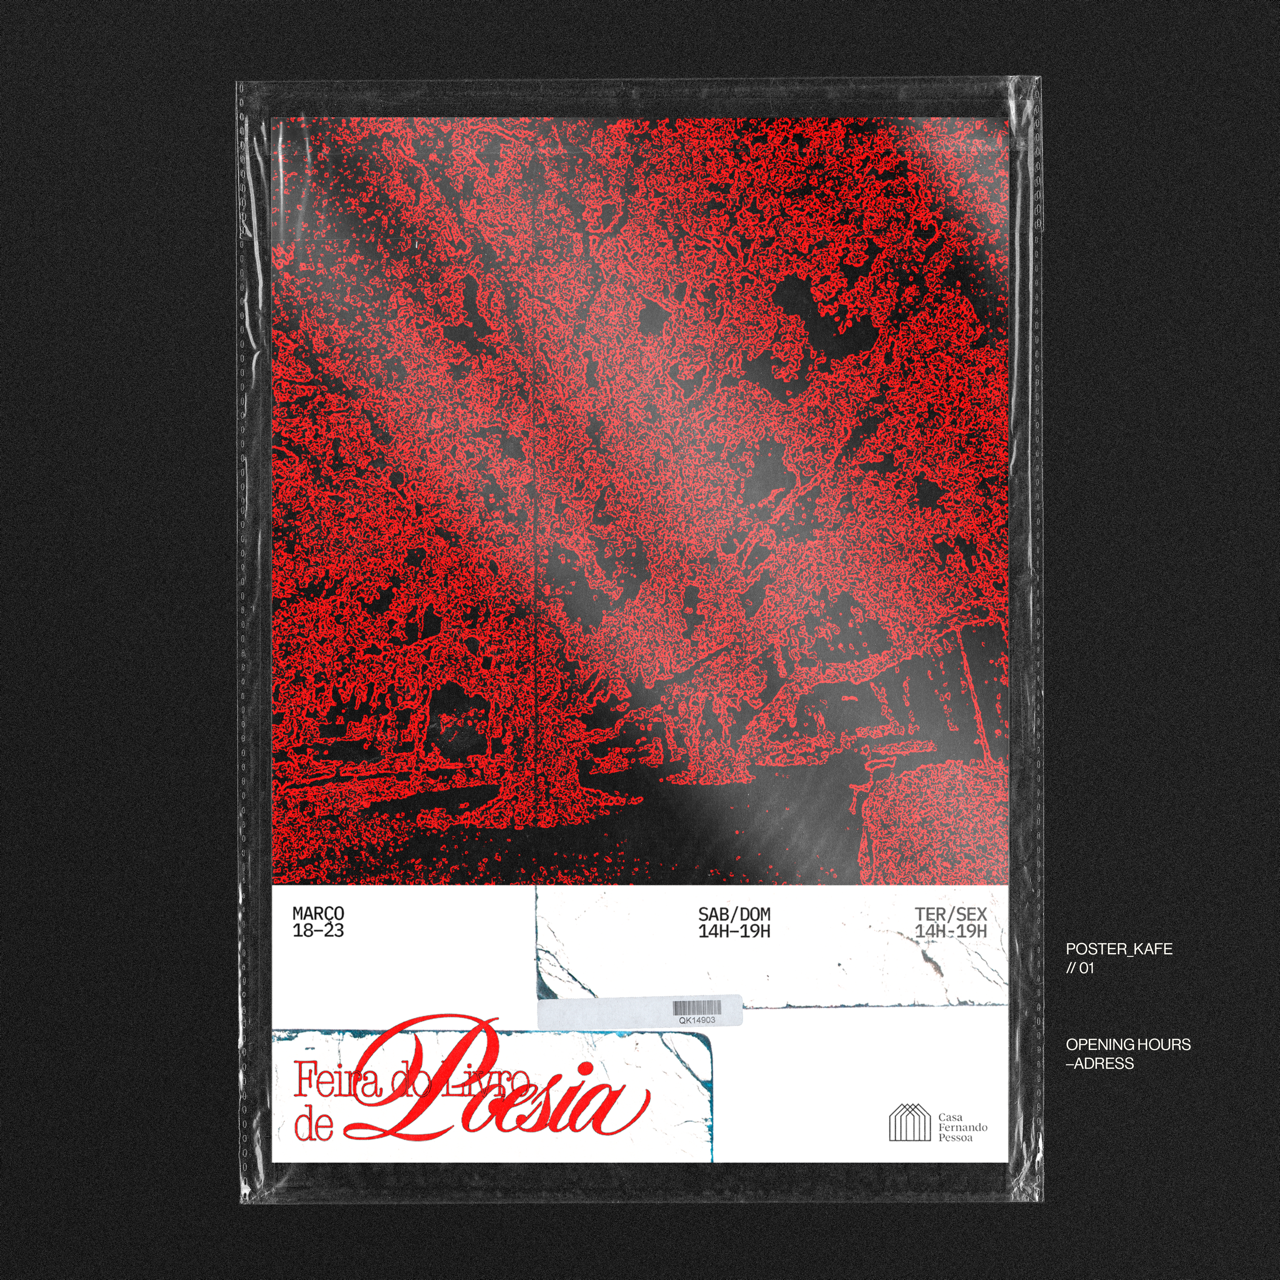 MARÇO
18–23
SAB/DOM
14H–19H
TER/SEX
14H-19H
QK14903
Feira do Livro
de Poesia
Casa
Fernando
Pessoa
POSTER_KAFE
// 01
OPENING HOURS
–ADRESS